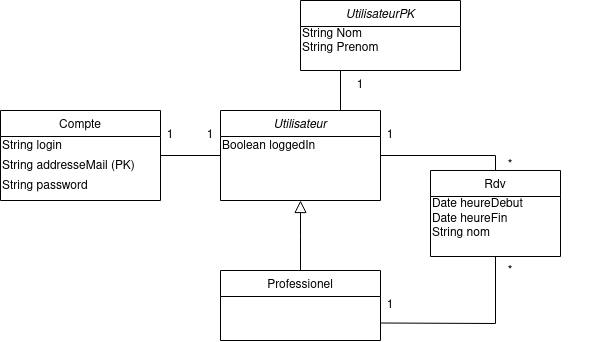 UtilisateurPK
String Nom
String Prenom
1
Compte
String login
String addresseMail (PK)
String password
1
1
Utilisateur
Boolean loggedIn
1
*
Rdv
Date heureDebut
Date heureFin
String nom
*
Professionel
1